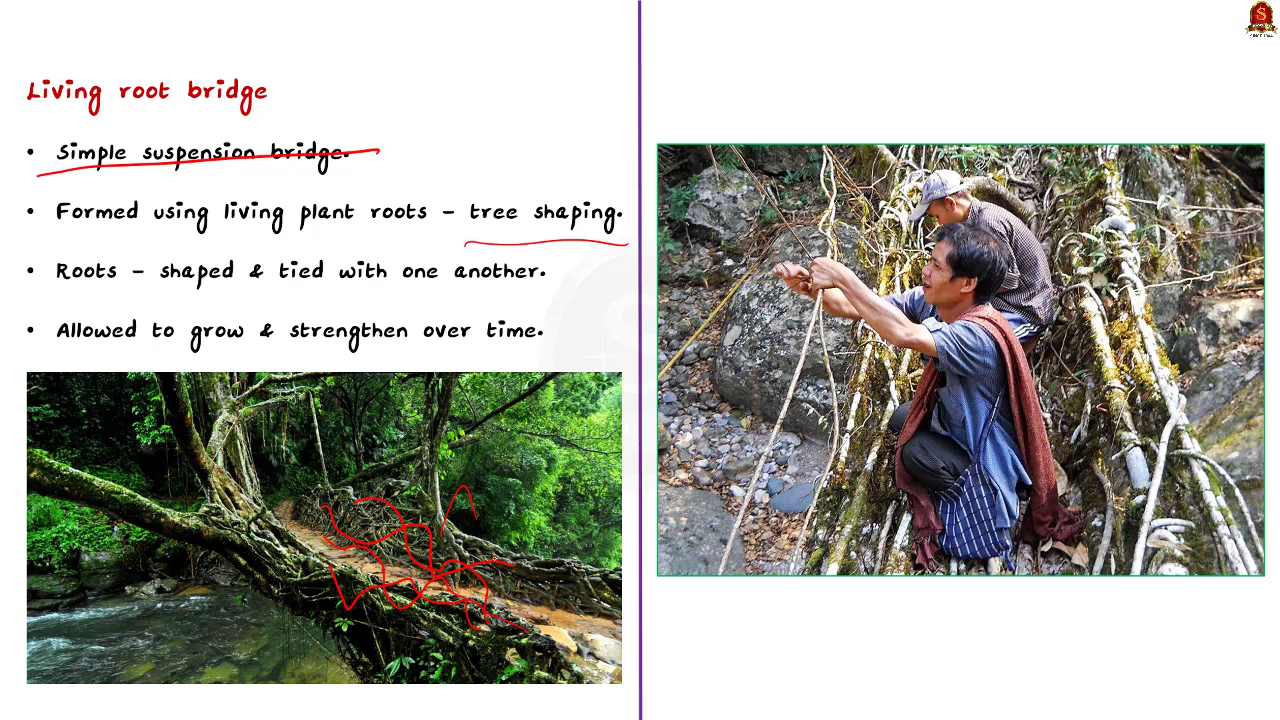 Living root bridge
• Simple suspension bridge.
• Formed using living plant roots – tree shaping.
• Roots – shaped & tied with one another.
• Allowed to grow & strengthen over time.